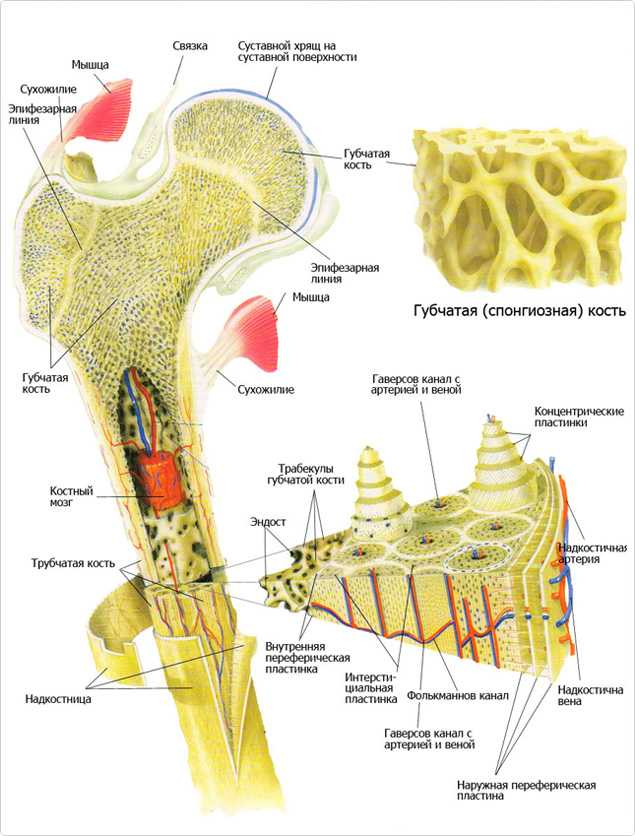 Связка
Суставной хрящ на
суставной поверхности
Мышца
Сухожилие
Эпифезарная
линия
Губчатая
кость
Эпифезарная
линия
Мышца
Губчатая (спонгиозная) кость
Губчатая
кость
Сухожилие
Гаверсов канал с
артерией и веной
Концентрические
пластинки
Трабекулы
губчатой кости
Костный
мозг
Эндост
Надкостичная
артерия
Трубчатая кость
Внутренняя
переферическая
пластинка
Интерсти-
циальная
пластинка
Фолькманнов канал
Надкостична
вена
Надкостница
Гаверсов канал с
артерией и веной
Наружная переферическая
пластина